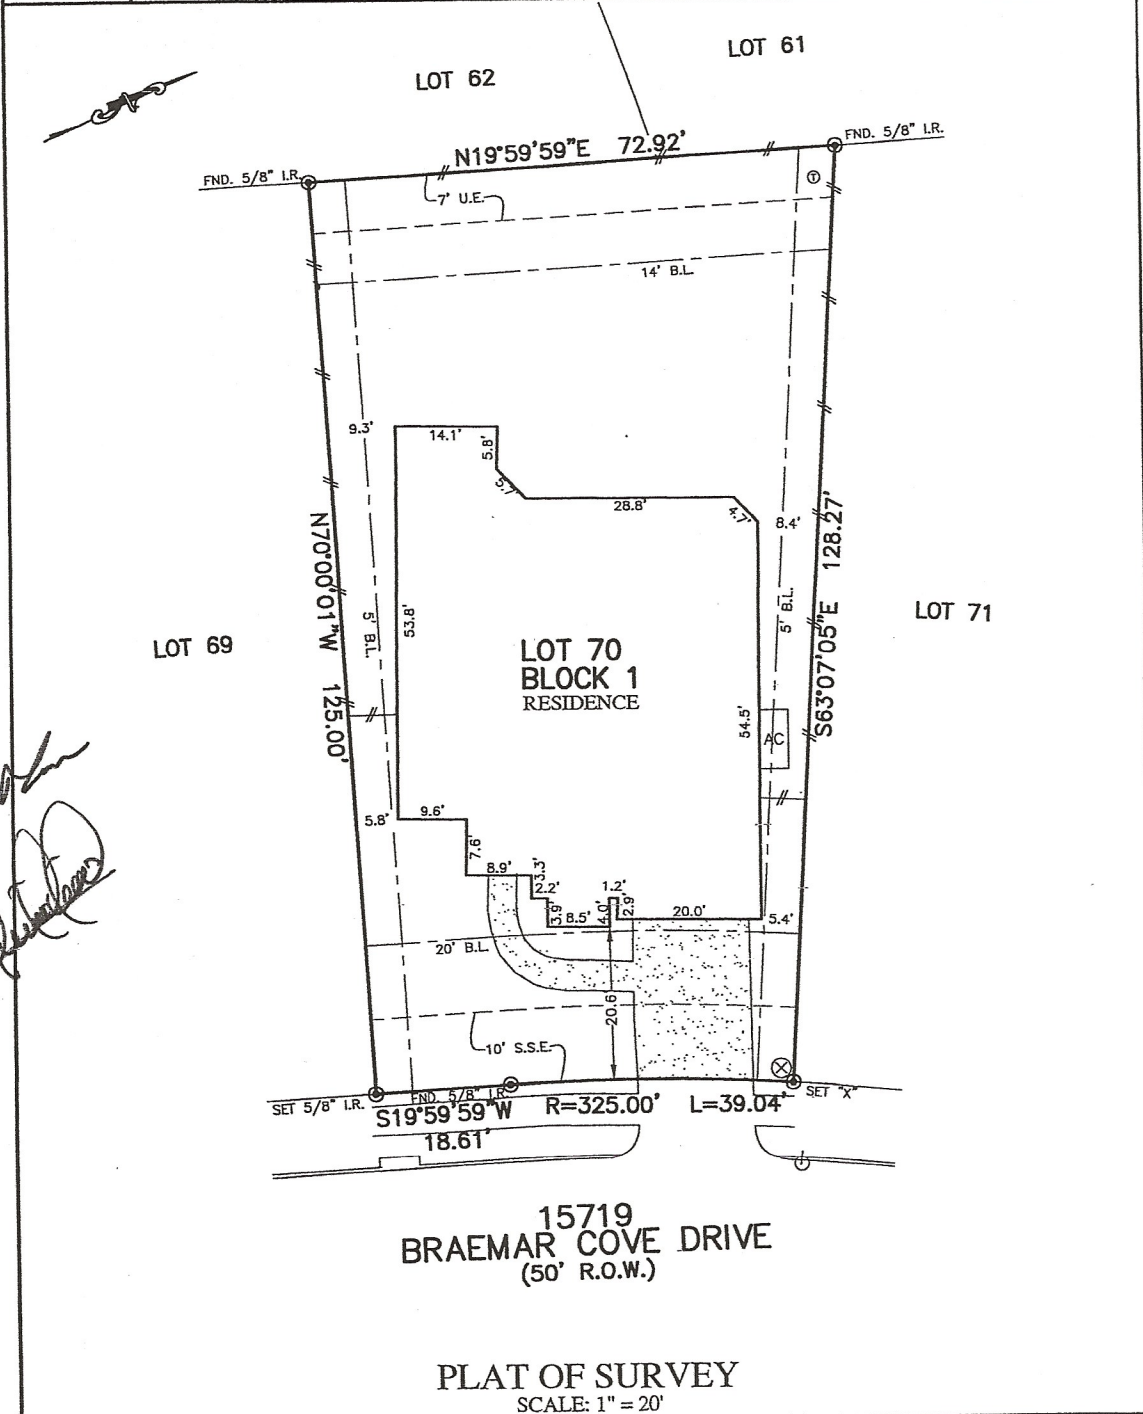 LOT 62
LOT 61
N
N19°59'59"E 72.92'
FND. 5/8" I.R.
FND. 5/8" I.R.
T
7' U.E.
14' B.L.
9.3'
14.1'
5.8'
5.7'
28.8'
4.7'
8.4'
N70°00'01"W 125.00'
S63°07'05"E 128.27'
53.8'
5' B.L.
5' B.L.
LOT 69
LOT 71
LOT 70
BLOCK 1
RESIDENCE
54.5'
AC
5.8'
9.6'
7.6'
8.9'
3.3'
2.2'
3.9'
8.5'
4.0'
1.2'
2.9'
20.0'
5.4'
20' B.L.
20.6'
10' S.S.E.
SET 5/8" I.R.
FND. 5/8" I.R.
SET "X"
S19°59'59"W R=325.00' L=39.04'
18.61'
15719
BRAEMAR COVE DRIVE
(50' R.O.W.)
PLAT OF SURVEY
SCALE: 1" = 20'